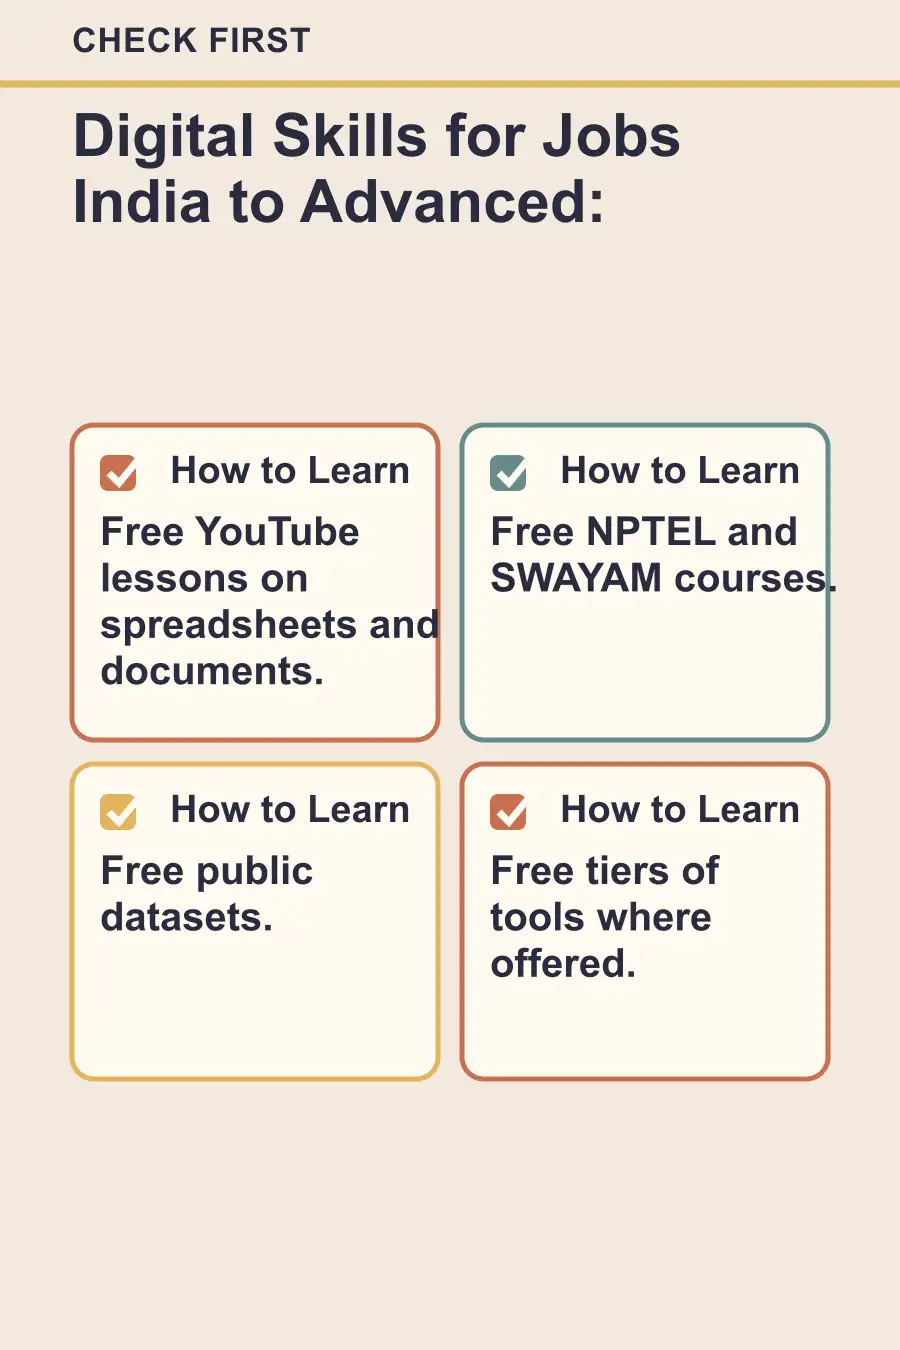 CHECK FIRST
Digital Skills for Jobs
India to Advanced:
How to Learn
Free YouTube
lessons on
spreadsheets and
documents.
How to Learn
Free NPTEL and
SWAYAM courses.
How to Learn
Free public
datasets.
How to Learn
Free tiers of
tools where
offered.